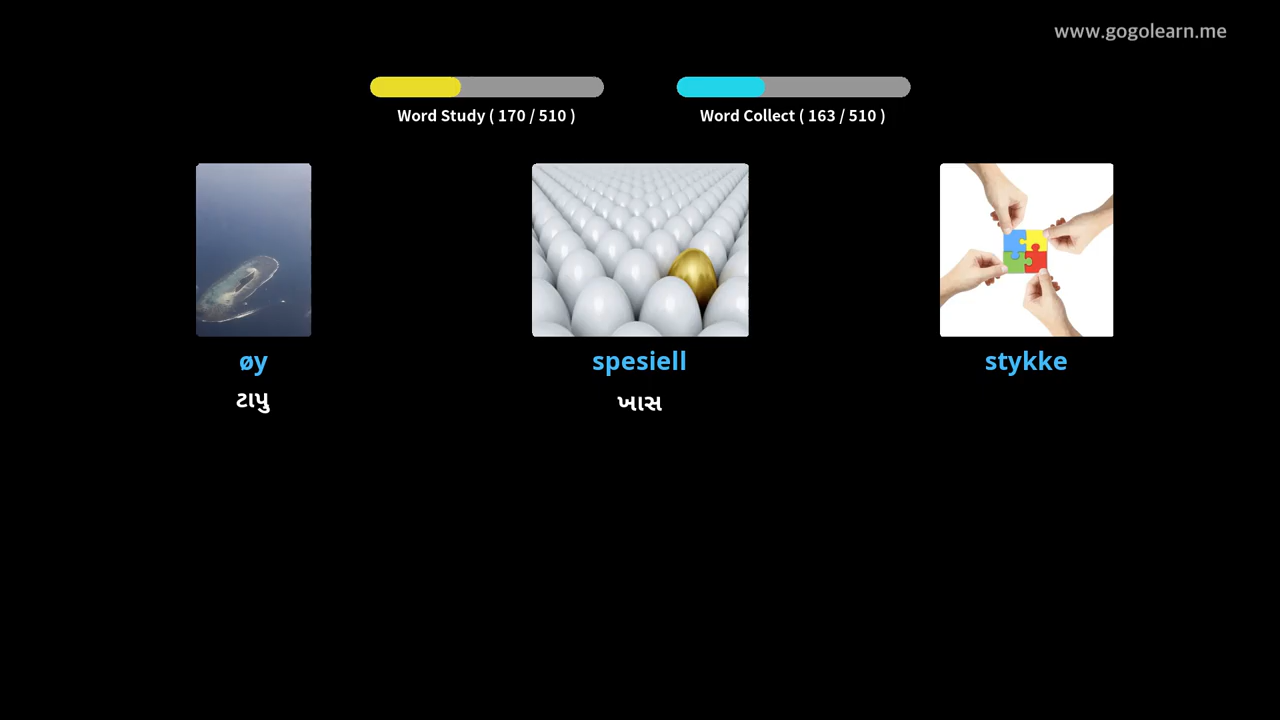 www.gogolearn.me
Word Study ( 170 / 510 )
Word Collect ( 163 / 510 )
øy
spesiell
stykke
ટાપુ
ખાસ